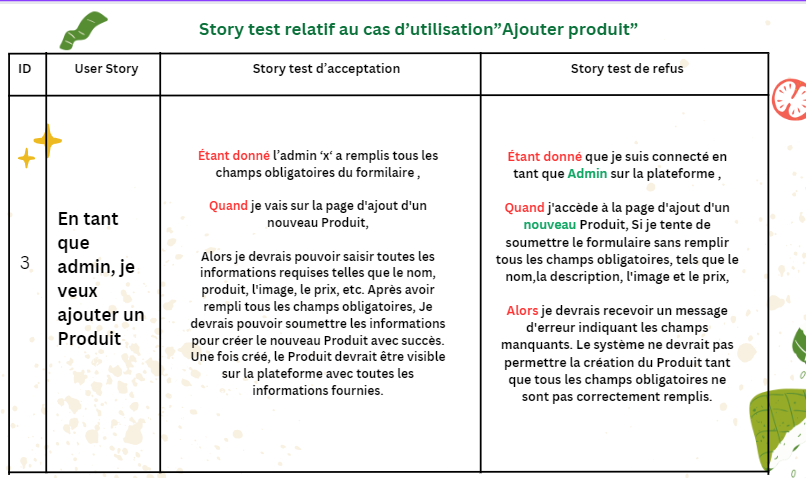 Story test relatif au cas d’utilisation”Ajouter produit”
ID
User Story
Story test d’acceptation
Story test de refus
3
En tant
que
admin, je
veux
ajouter un
Produit
Étant donné l’admin ‘x‘ a remplis tous les
champs obligatoires du formilaire ,
Quand je vais sur la page d'ajout d'un
nouveau Produit,
Alors je devrais pouvoir saisir toutes les
informations requises telles que le nom,
produit, l'image, le prix, etc. Après avoir
rempli tous les champs obligatoires, Je
devrais pouvoir soumettre les informations
pour créer le nouveau Produit avec succès.
Une fois créé, le Produit devrait être visible
sur la plateforme avec toutes les
informations fournies.
Étant donné que je suis connecté en
tant que Admin sur la plateforme ,
Quand j'accède à la page d'ajout d'un
nouveau Produit, Si je tente de
soumettre le formulaire sans remplir
tous les champs obligatoires, tels que le
nom,la description, l'image et le prix,
Alors je devrais recevoir un message
d'erreur indiquant les champs
manquants. Le système ne devrait pas
permettre la création du Produit tant
que tous les champs obligatoires ne
sont pas correctement remplis.